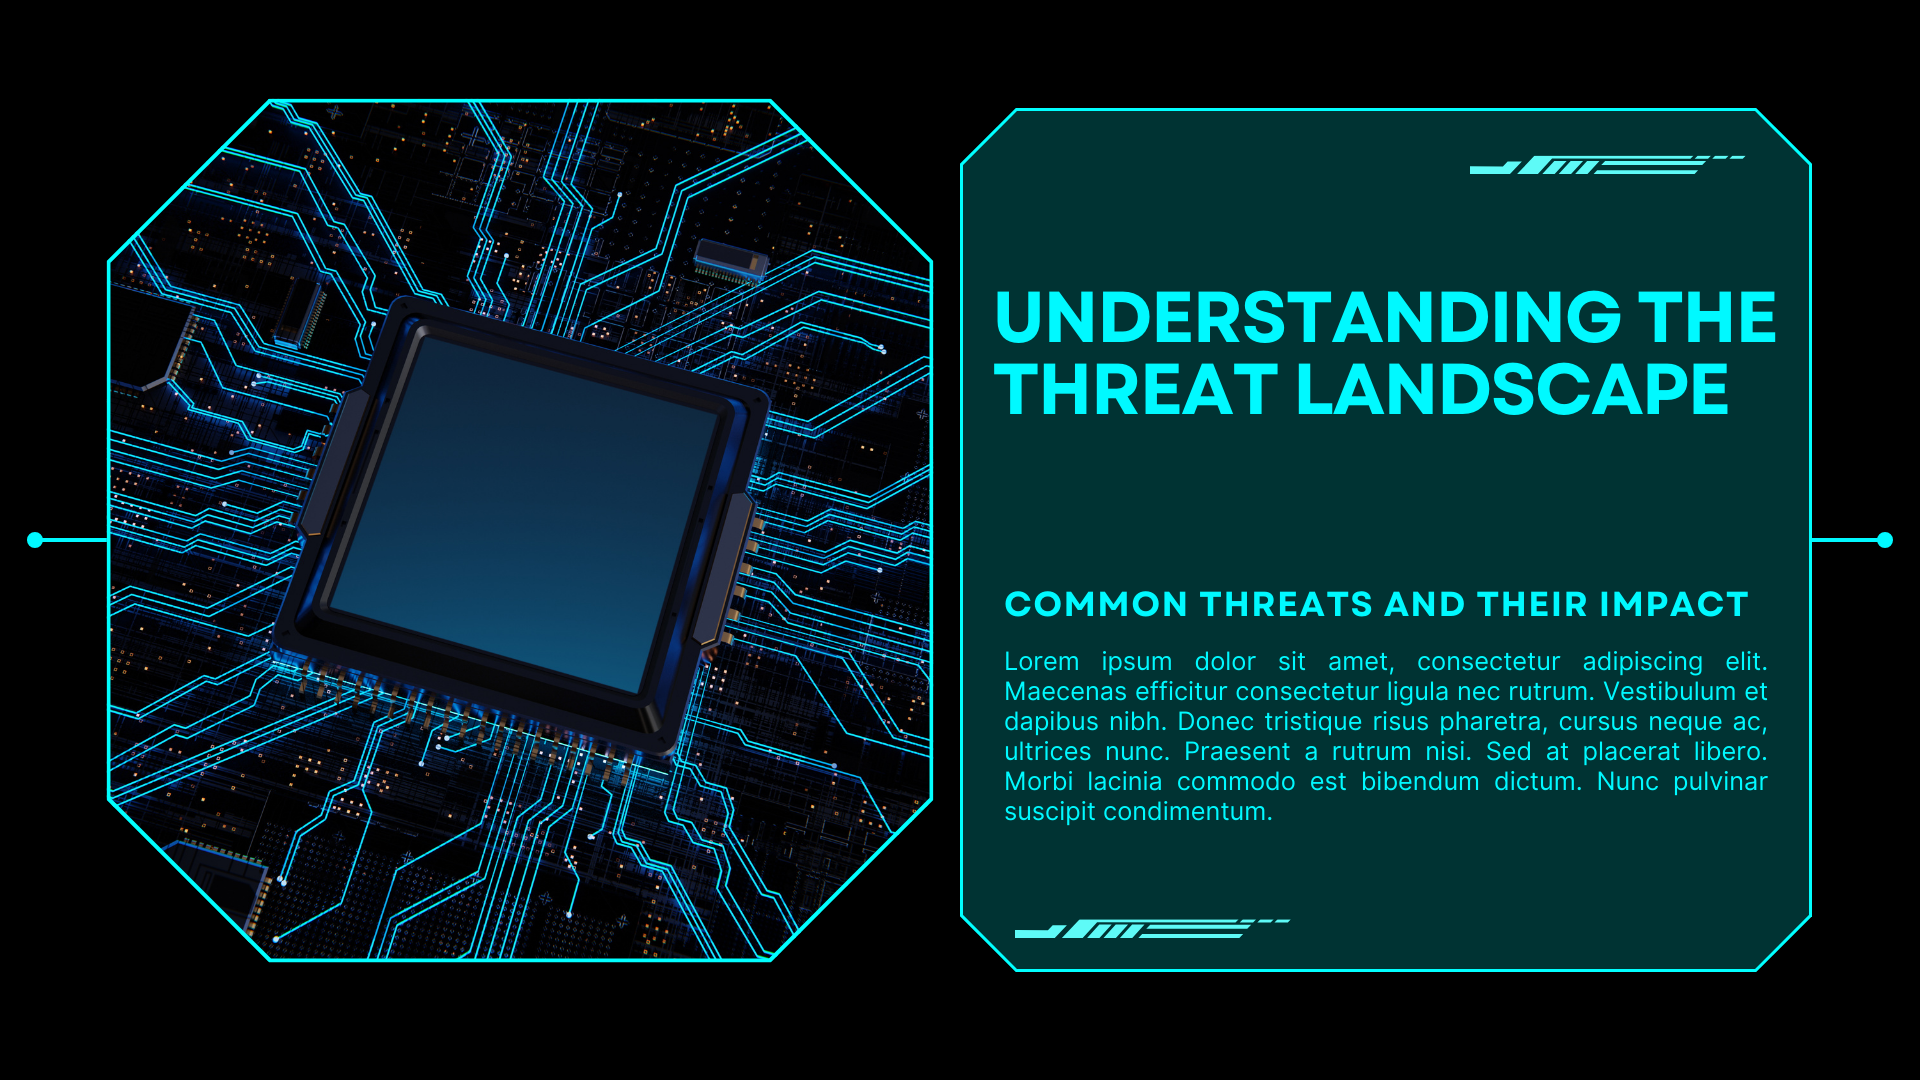 UNDERSTANDING THE
THREAT LANDSCAPE
COMMON THREATS AND THEIR IMPACT
Lorem ipsum dolor sit amet, consectetur adipiscing elit.
Maecenas efficitur consectetur ligula nec rutrum. Vestibulum et
dapibus nibh. Donec tristique risus pharetra, cursus neque ac,
ultrices nunc. Praesent a rutrum nisi. Sed at placerat libero.
Morbi lacinia commodo est bibendum dictum. Nunc pulvinar
suscipit condimentum.